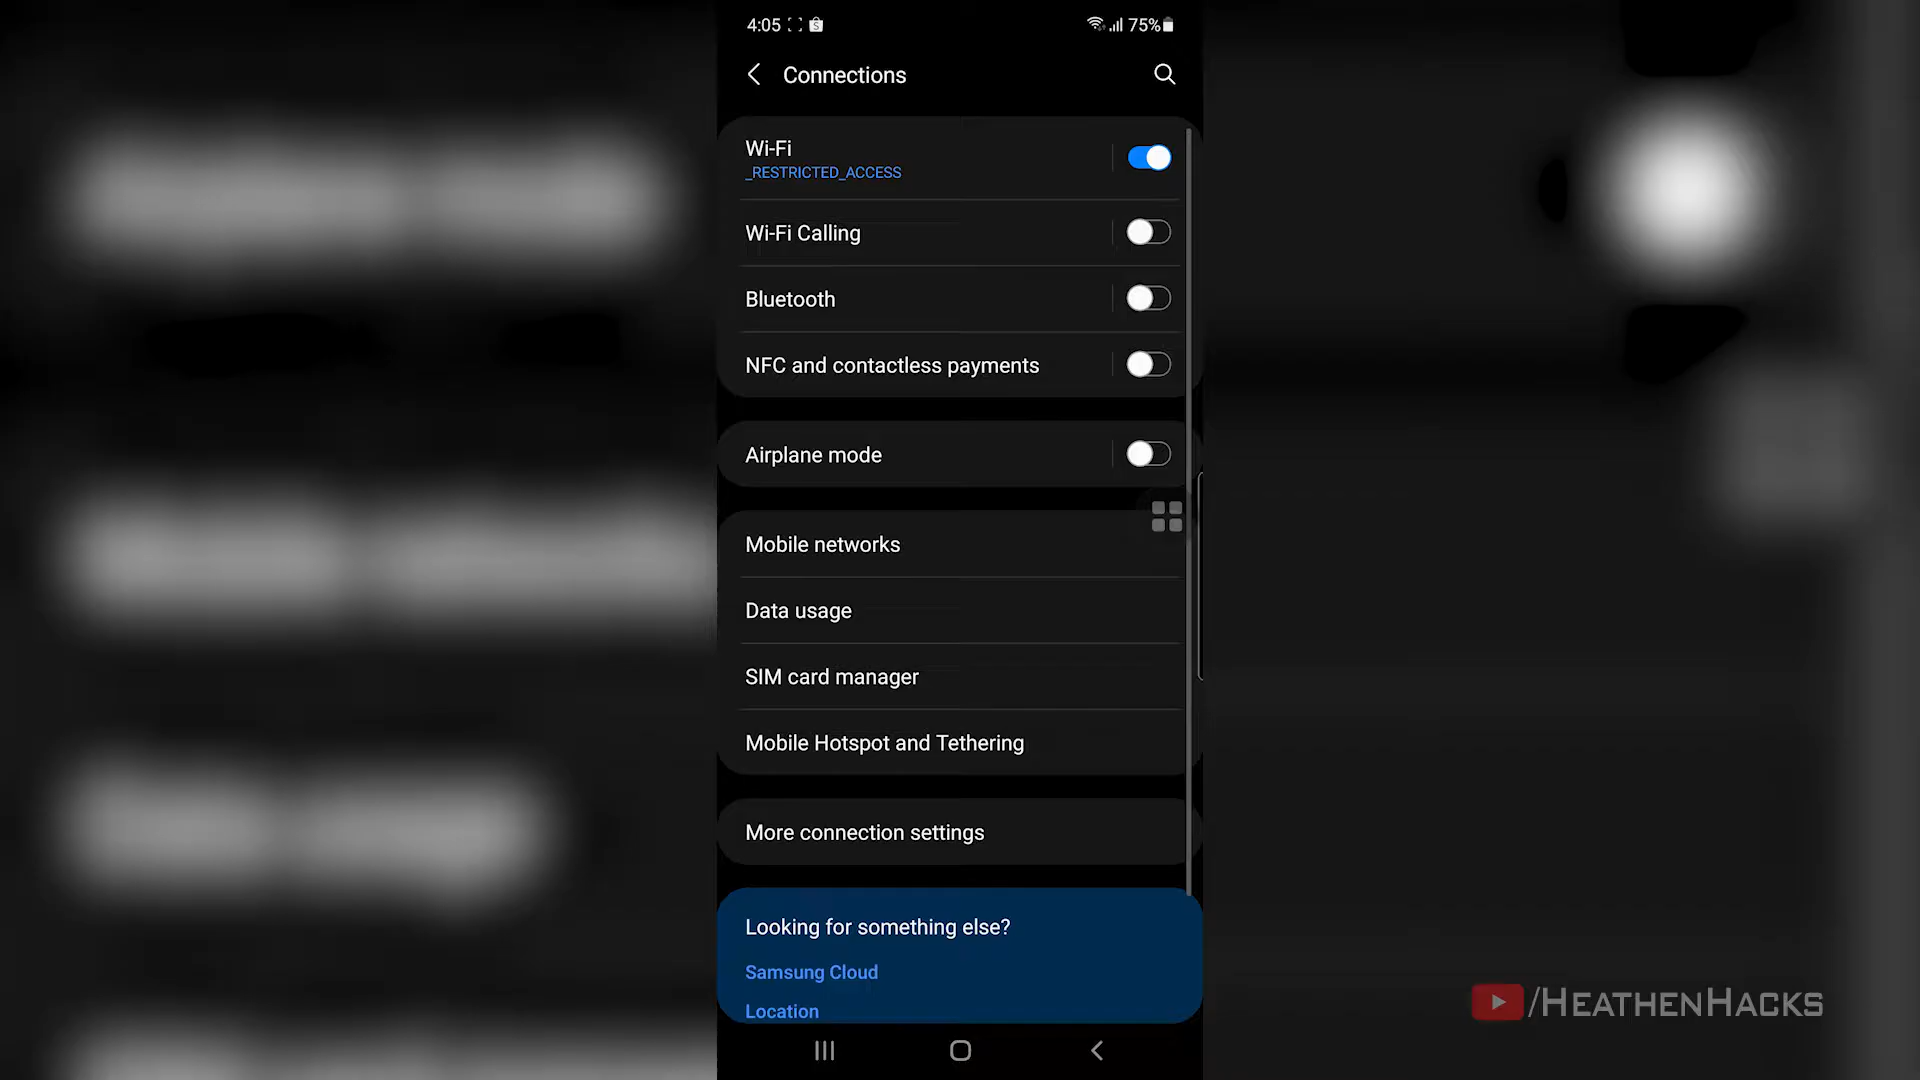 4:05
75%
Connections
Wi-Fi
_RESTRICTED_ACCESS
Wi-Fi Calling
Bluetooth
NFC and contactless payments
Airplane mode
Mobile networks
Data usage
SIM card manager
Mobile Hotspot and Tethering
More connection settings
Looking for something else?
Samsung Cloud
Location
/HEATHENHACKS